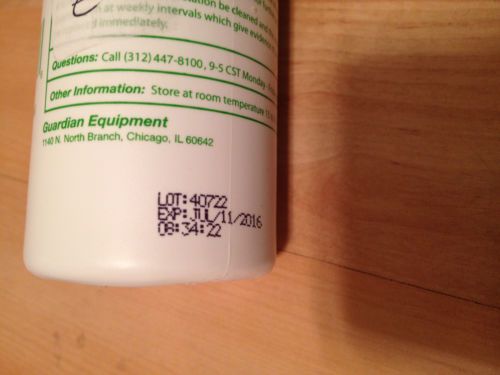 at weekly intervals which give evidence
immediately.
Questions: Call (312) 447-8100, 9-5 CST Monday-
Other Information: Store at room temperature
Guardian Equipment
1140 N. North Branch, Chicago, IL 60642
LOT:40722
EXP:JUL/11/2016
08:34:22